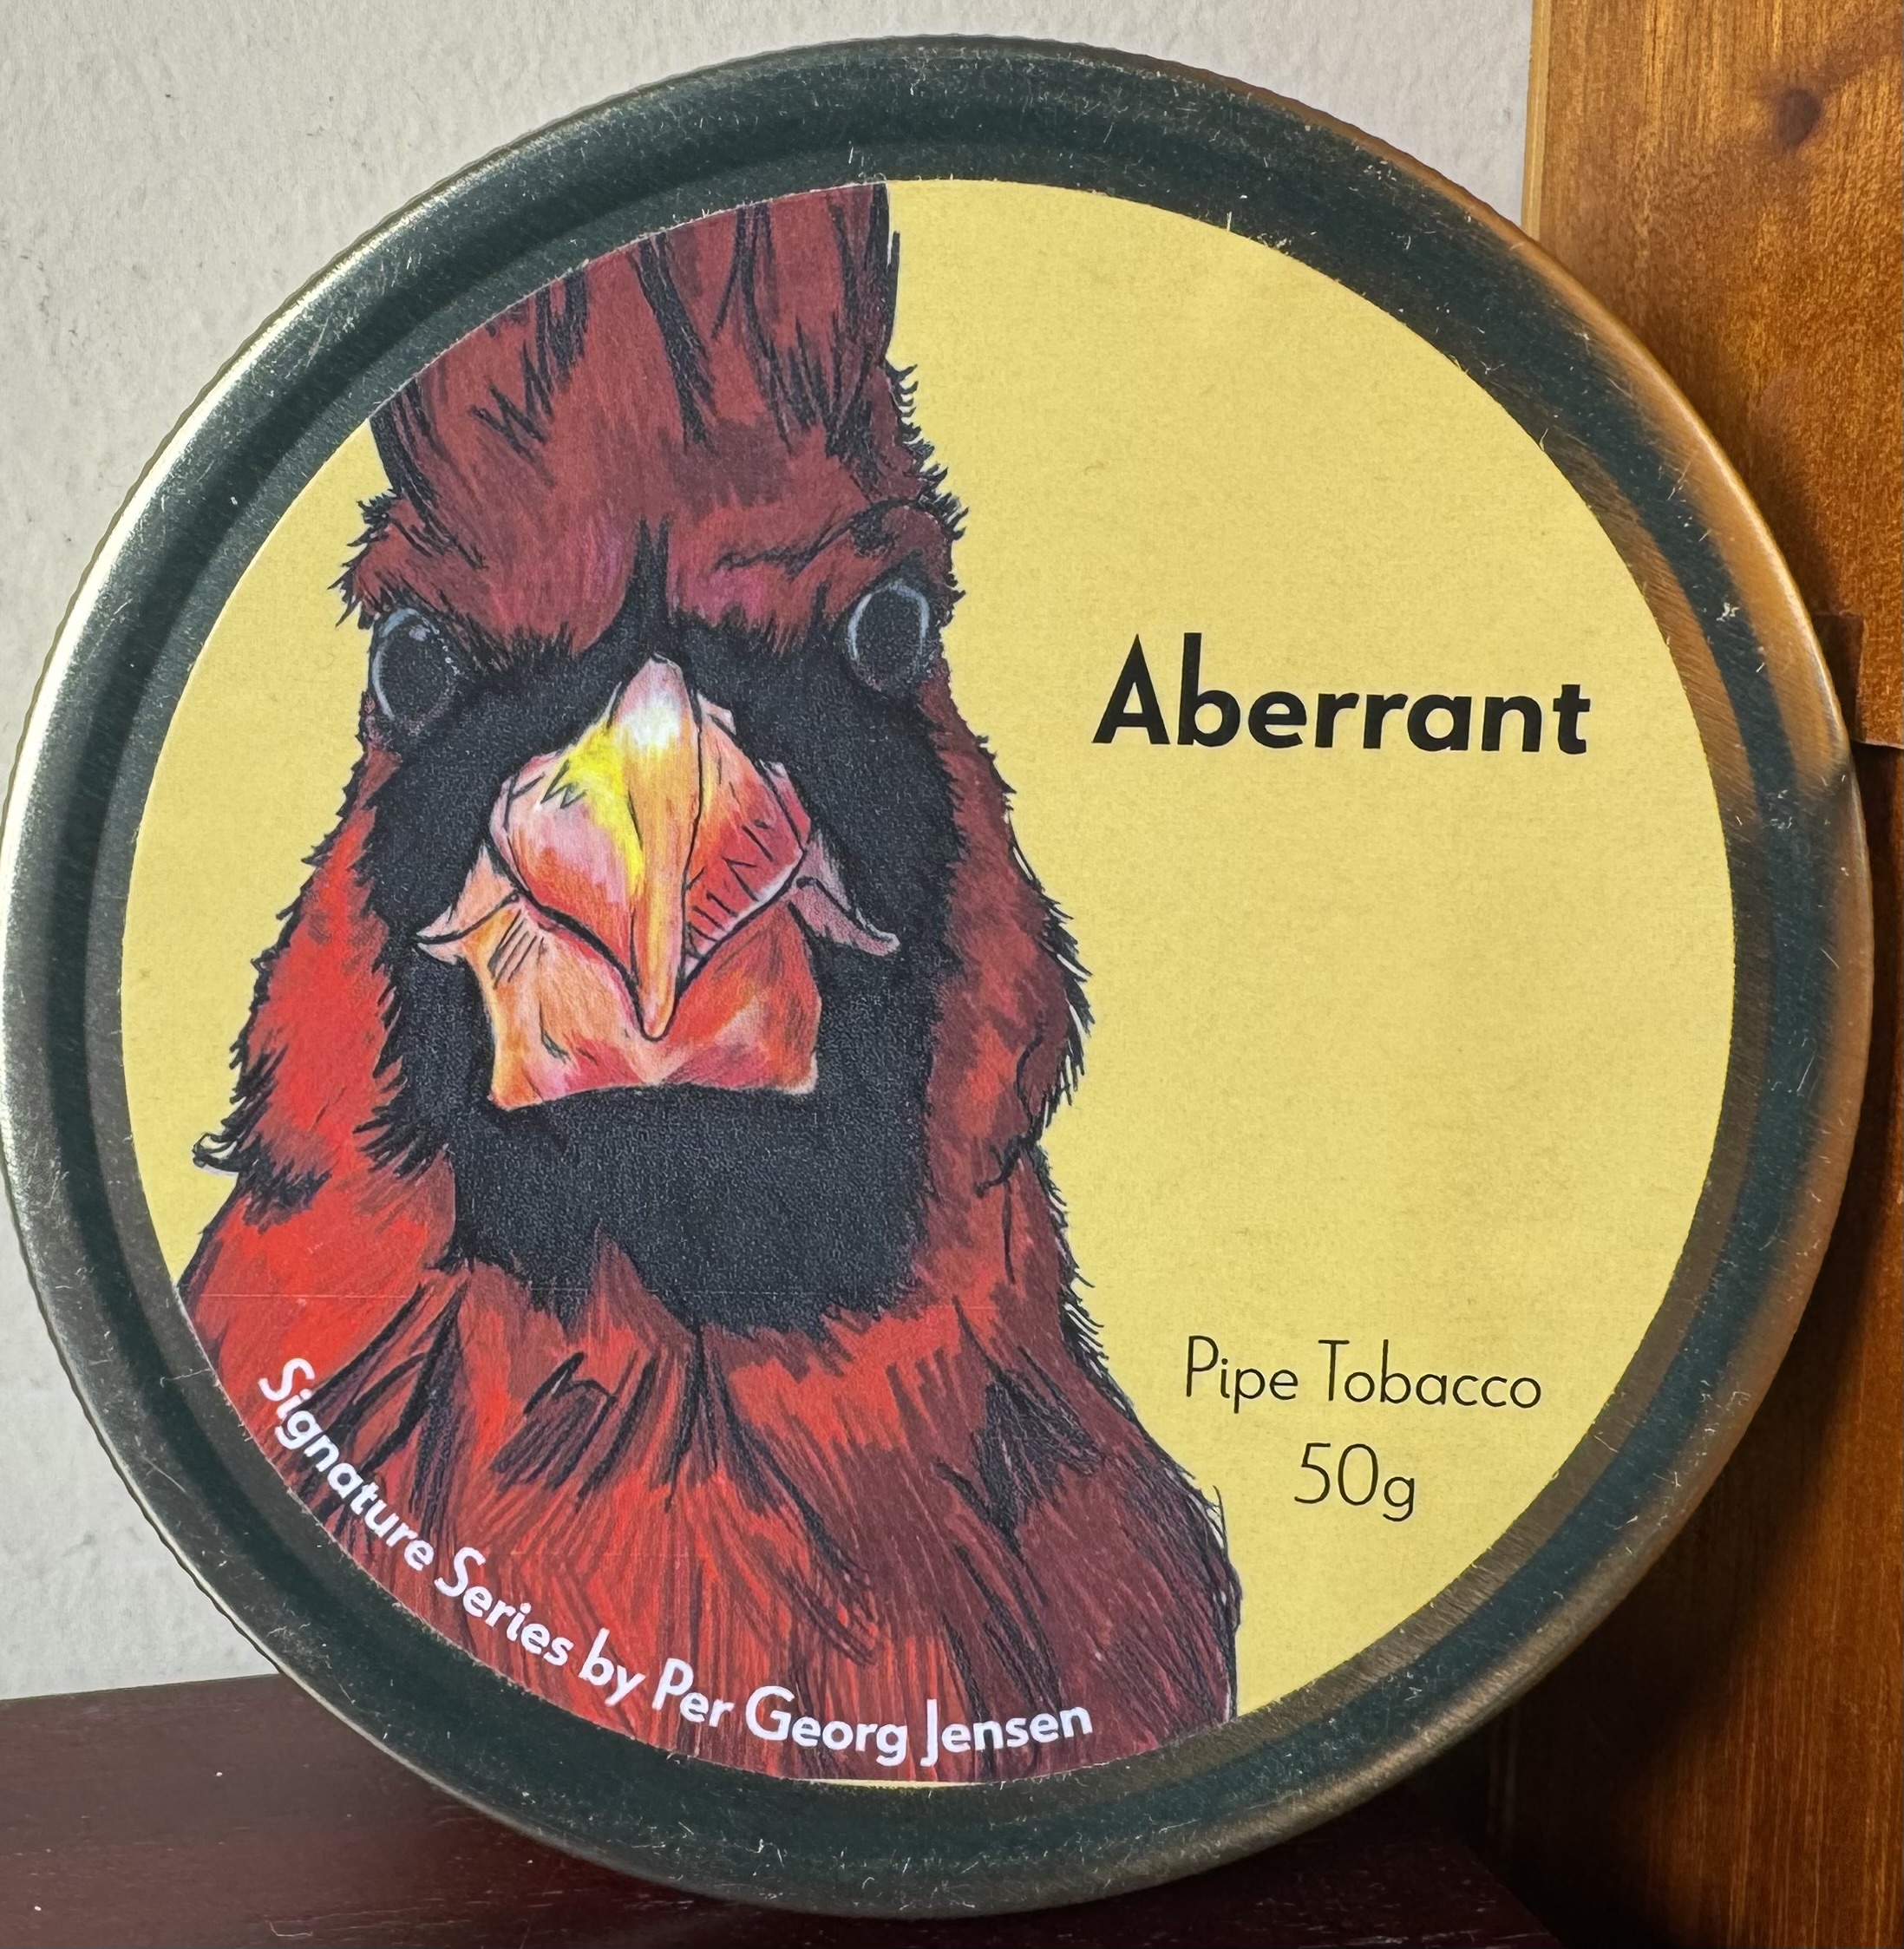 Aberrant
Pipe Tobacco
50g
Signature Series by Per Georg Jensen